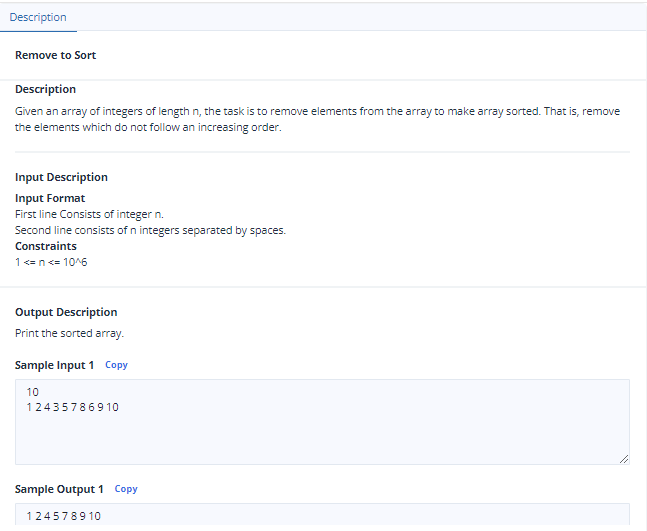 Description
Remove to Sort
Description
Given an array of integers of length n, the task is to remove elements from the array to make array sorted. That is, remove
the elements which do not follow an increasing order.
Input Description
Input Format
First line Consists of integer n.
Second line consists of n integers separated by spaces.
Constraints
1 <= n <= 10^6
Output Description
Print the sorted array.
Sample Input 1 Copy
10
1 2 4 3 5 7 8 6 9 10
Sample Output 1 Copy
1 2 4 5 7 8 9 10